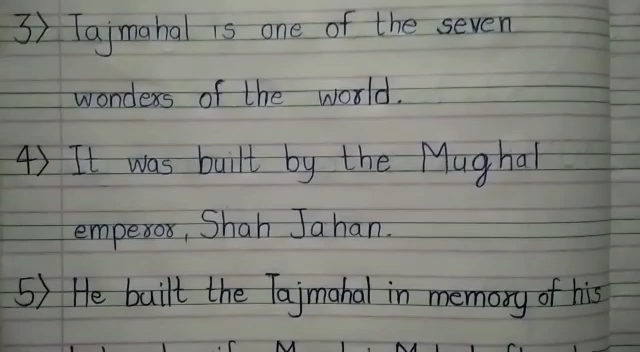 3) Tajmahal is one of the seven
wonders of the world.
4) It was built by the Mughal
emperor, Shah Jahan.
5) He built the Tajmahal in memory of his